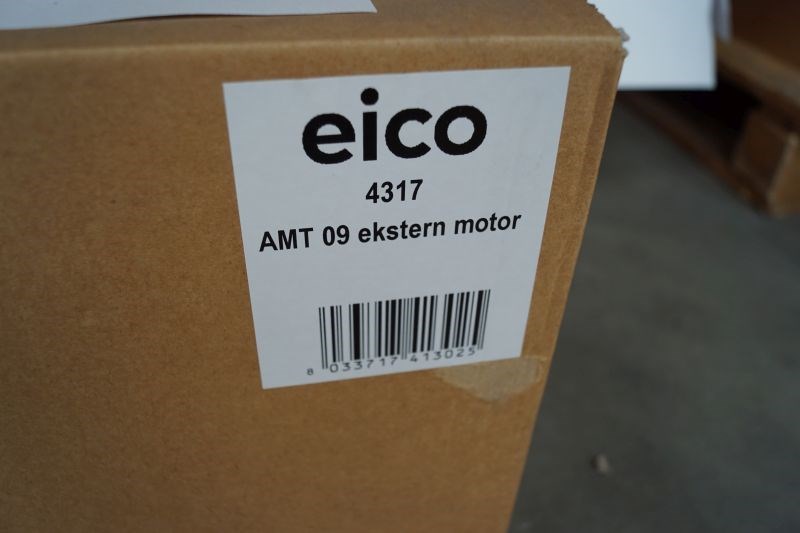 eico
4317
AMT 09 ekstern motor
8 033717 413025